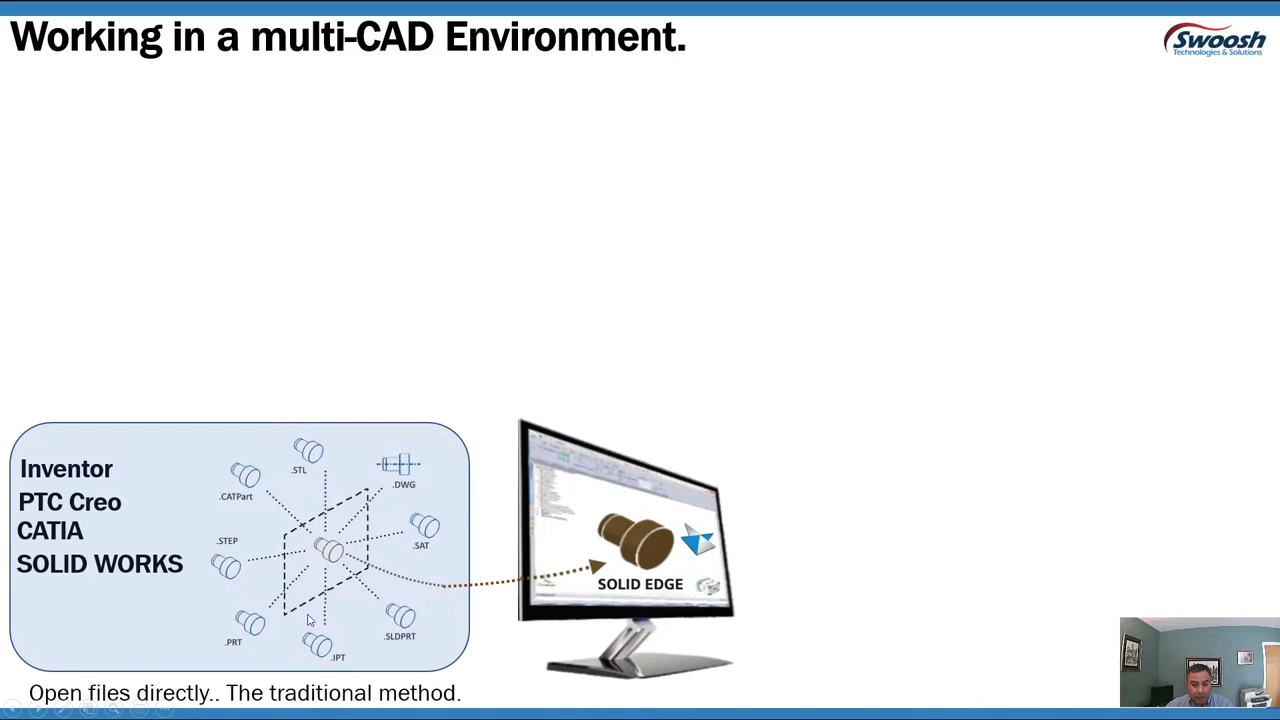 Working in a multi-CAD Environment.
Swoosh
Technologies & Solutions
Inventor
PTC Creo
CATIA
SOLID WORKS
.STL
.DWG
.CATPart
.SAT
.STEP
.SLDPRT
.PRT
.IPT
SOLID EDGE
Open files directly.. The traditional method.